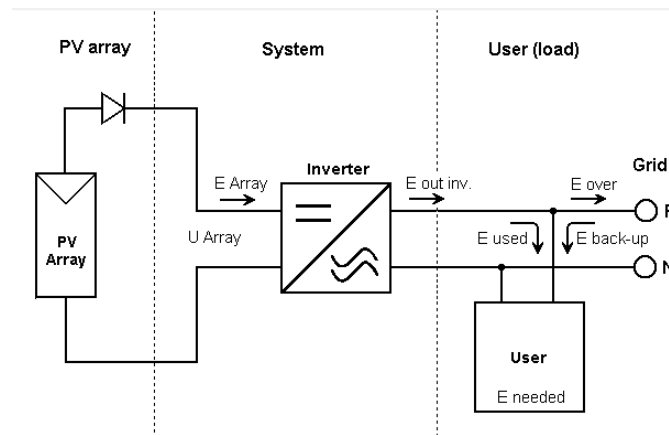 PV array
System
User (load)
Grid
Inverter
E Array
E out inv.
E over
U Array
E used
E back-up
PV
Array
N
User
E needed